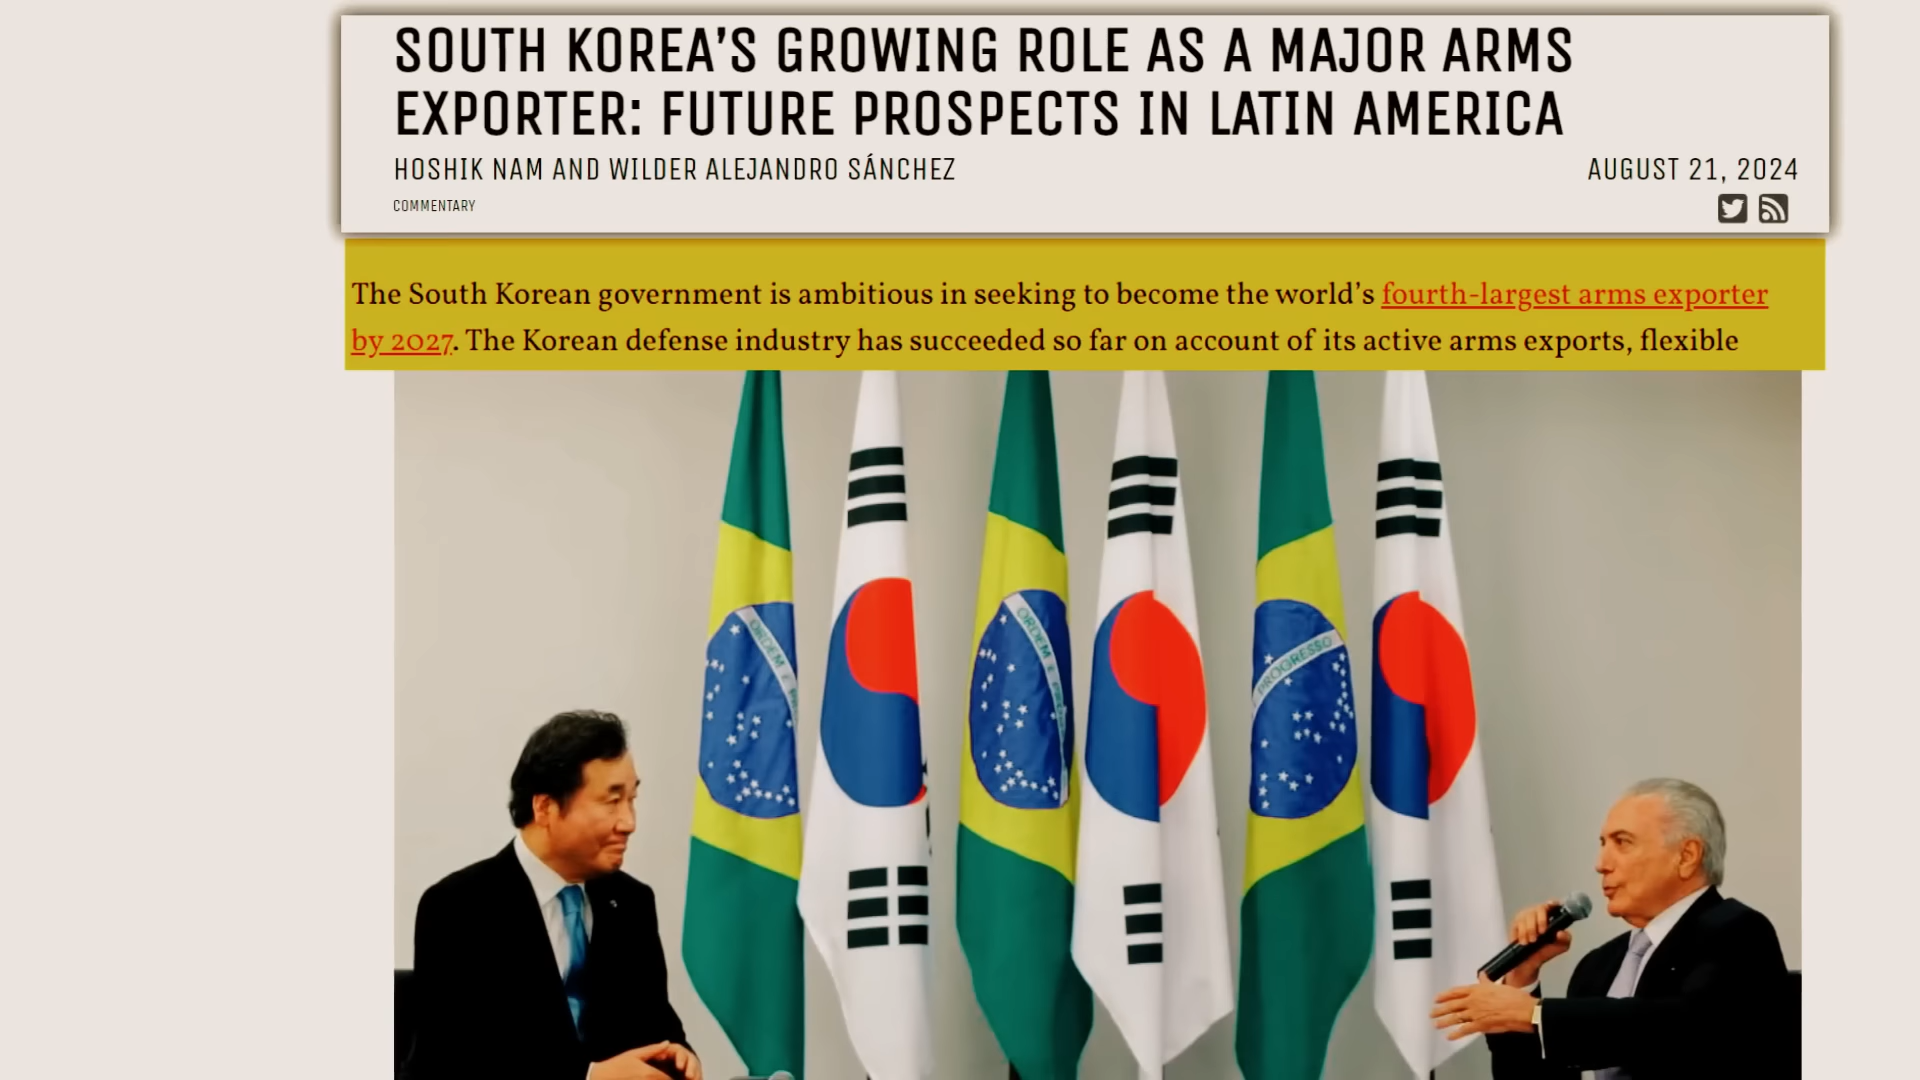 SOUTH KOREA’S GROWING ROLE AS A MAJOR ARMS
EXPORTER: FUTURE PROSPECTS IN LATIN AMERICA
HOSHIK NAM AND WILDER ALEJANDRO SÁNCHEZ
AUGUST 21, 2024
COMMENTARY
The South Korean government is ambitious in seeking to become the world’s fourth-largest arms exporter
by 2027. The Korean defense industry has succeeded so far on account of its active arms exports, flexible
ORDEM E
ORDEM E PRO
PROGRESSO